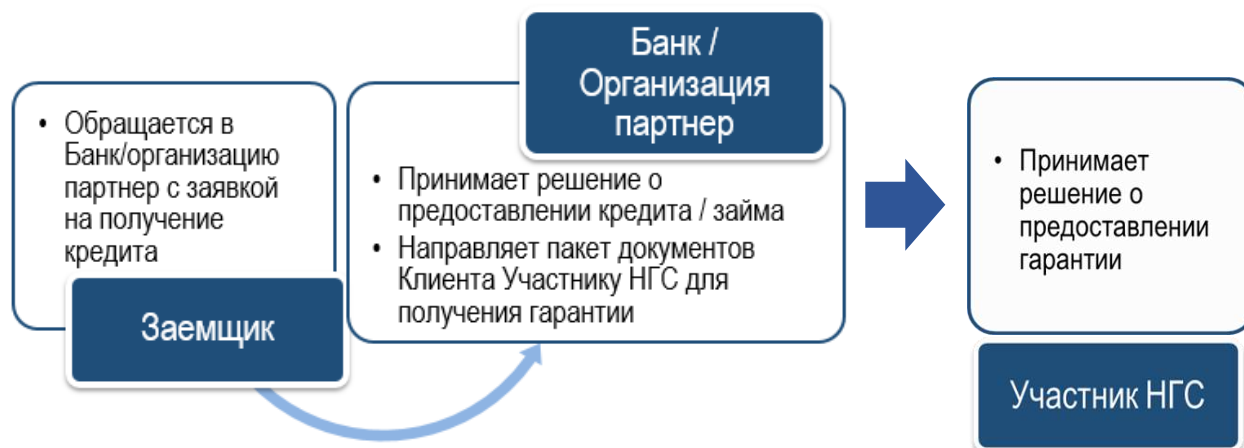 • Обращается в
Банк/организацию
партнер с заявкой
на получение
кредита
Заемщик
Банк /
Организация
партнер
• Принимает решение о
предоставлении кредита / займа
• Направляет пакет документов
Клиента Участнику НГС для
получения гарантии
• Принимает
решение о
предоставлении
гарантии
Участник НГС